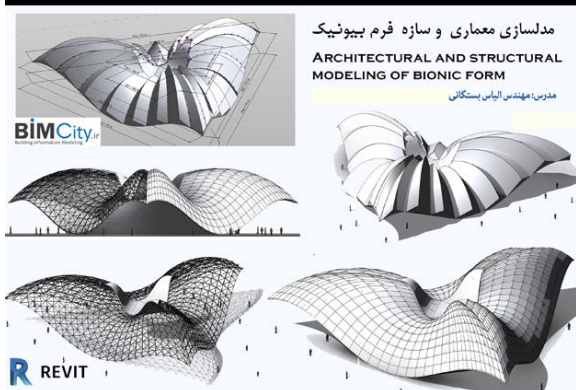 مدلسازی معماری و سازه فرم بیونیک
ARCHITECTURAL AND STRUCTURAL
MODELING OF BIONIC FORM
مدرس: مهندس الیاس بستگانی
BIMCity.ir
Building Information Modeling
R REVIT